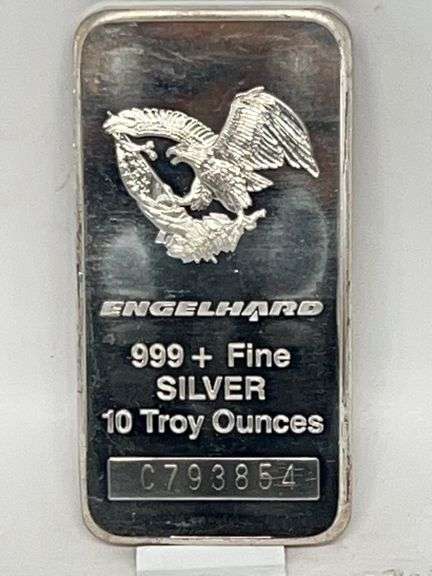 ENGELHARD
999+ Fine
SILVER
10 Troy Ounces
C793854